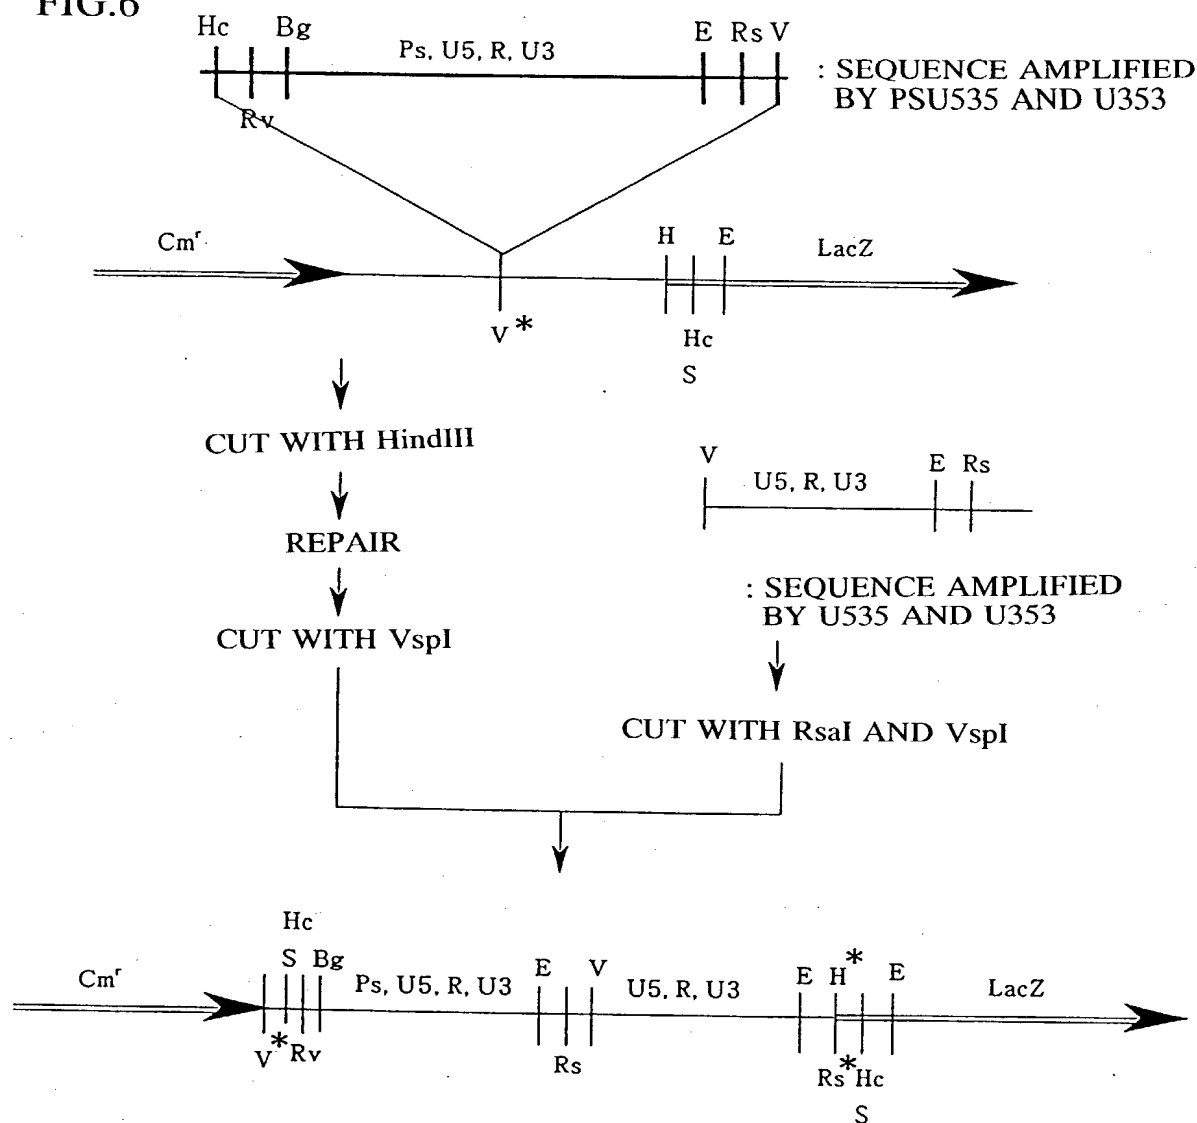 FIG.6
Hc Bg Ps, U5, R, U3 E Rs V
Rv
: SEQUENCE AMPLIFIED
BY PSU535 AND U353
Cmr H E LacZ
V*
Hc
S
CUT WITH HindIII
V U5, R, U3 E Rs
REPAIR
: SEQUENCE AMPLIFIED
BY U535 AND U353
CUT WITH VspI
CUT WITH RsaI AND VspI
Hc
Cmr S Bg Ps, U5, R, U3 E V U5, R, U3 E H* E LacZ
V* Rv Rs Rs* Hc
S